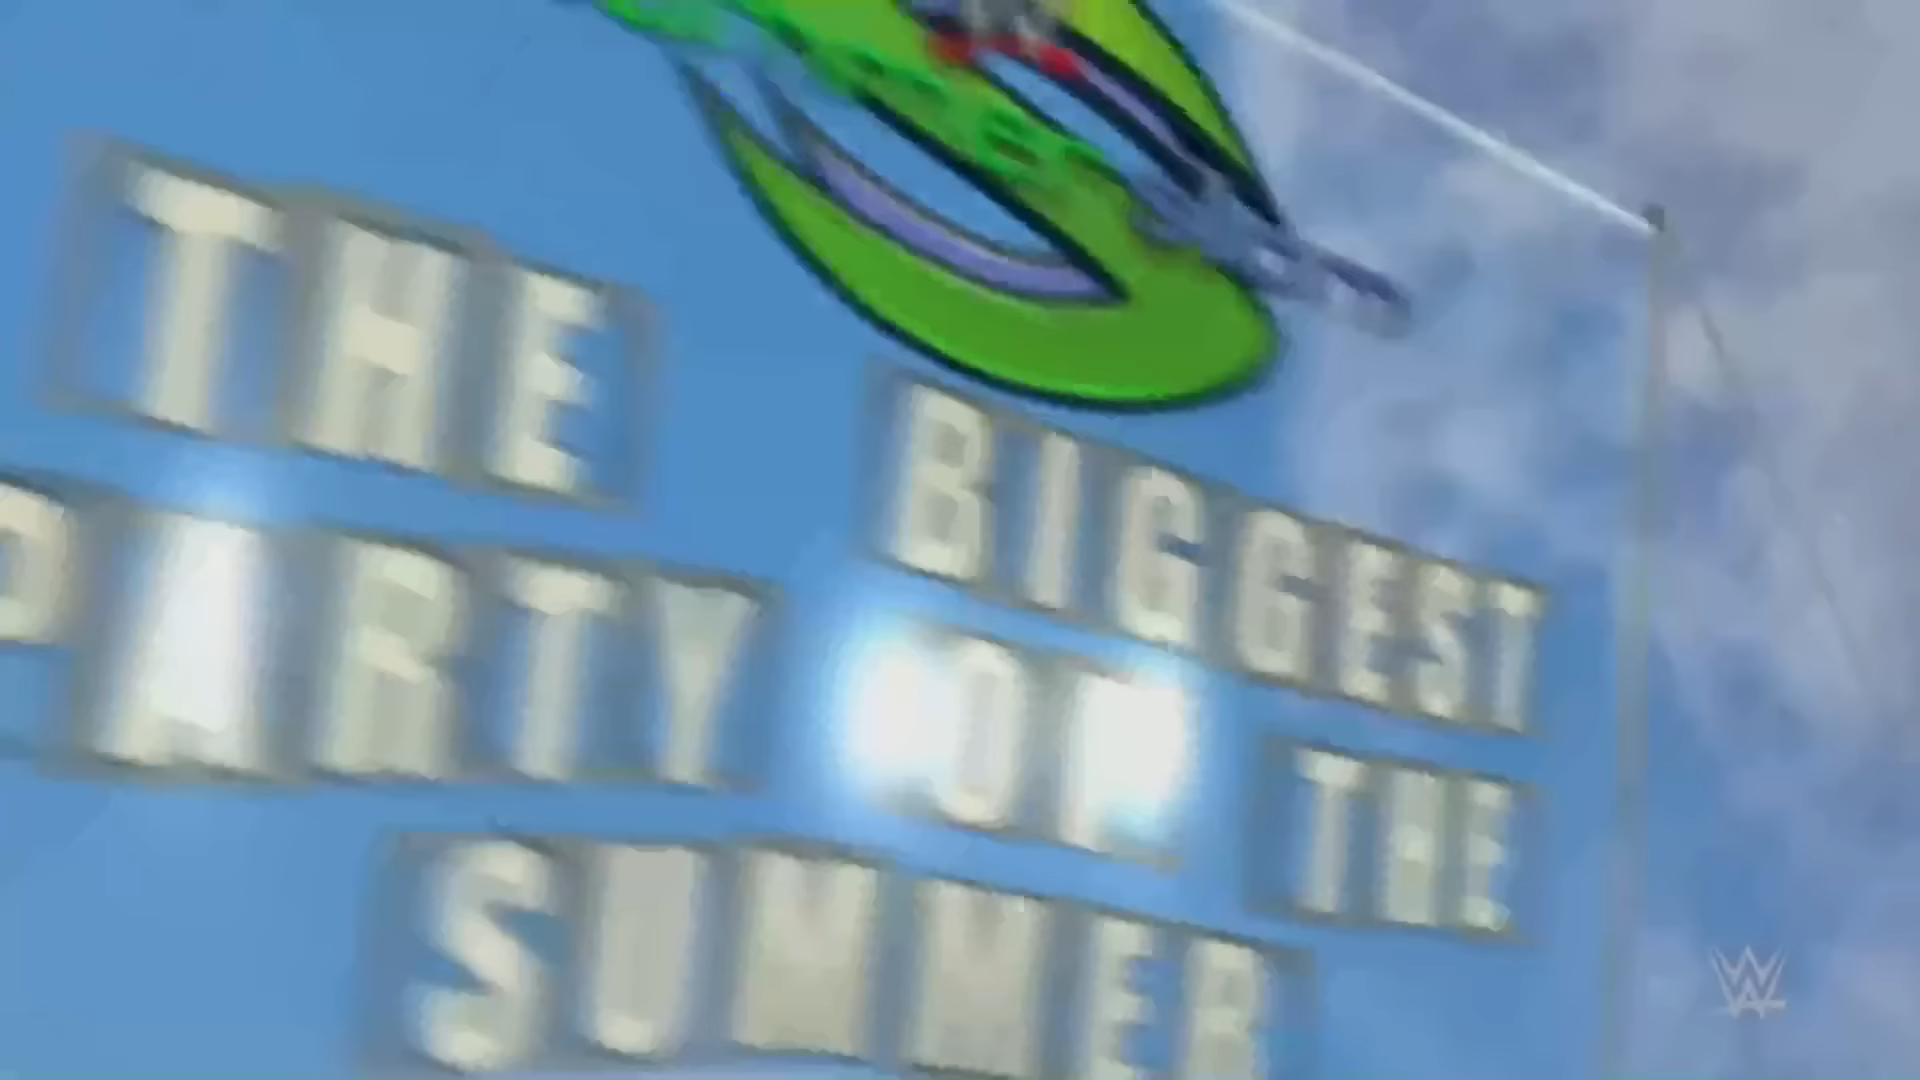 THE BIGGEST
PARTY OF THE
SUMMER
W